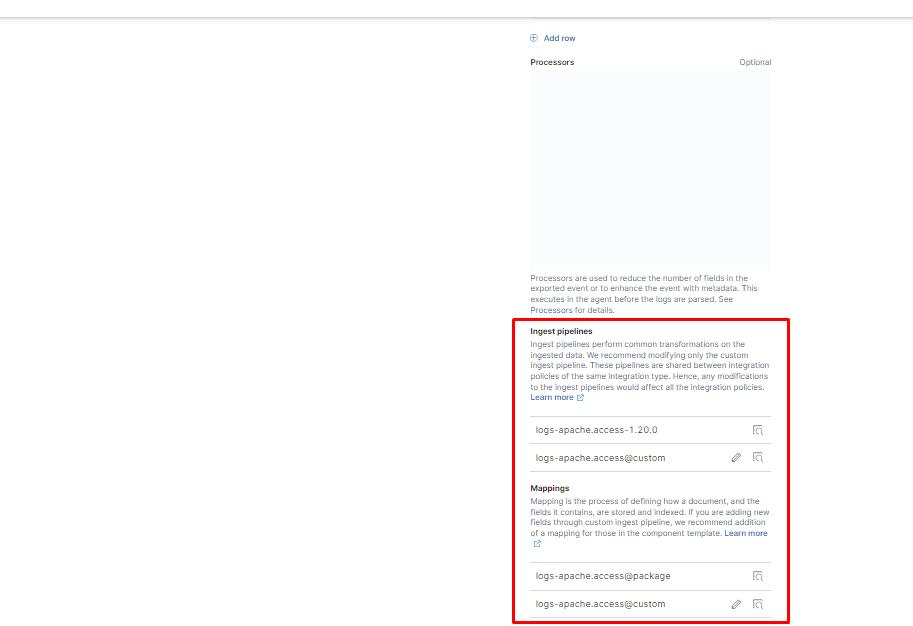 Add row
Processors Optional
Processors are used to reduce the number of fields in the
exported event or to enhance the event with metadata. This
executes in the agent before the logs are parsed. See
Processors for details.
Ingest pipelines
Ingest pipelines perform common transformations on the
ingested data. We recommend modifying only the custom
ingest pipeline. These pipelines are shared between integration
policies of the same integration type. Hence, any modifications
to the ingest pipelines would affect all the integration policies.
Learn more
logs-apache.access-1.20.0
logs-apache.access@custom
Mappings
Mapping is the process of defining how a document, and the
fields it contains, are stored and indexed. If you are adding new
fields through custom ingest pipeline, we recommend addition
of a mapping for those in the component template. Learn more
logs-apache.access@package
logs-apache.access@custom